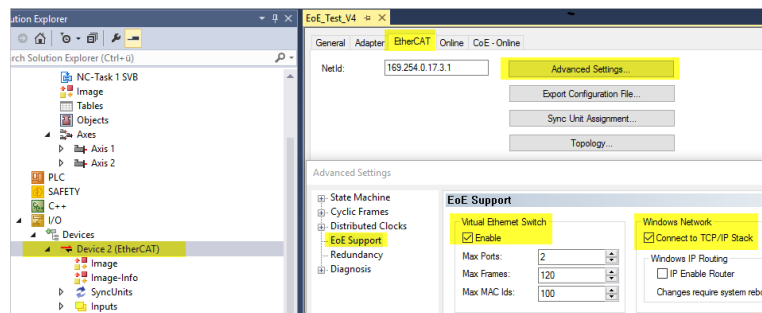 ution Explorer
rch Solution Explorer (Ctrl+ü)
NC-Task 1 SVB
Image
Tables
Objects
Axes
Axis 1
Axis 2
PLC
SAFETY
C++
I/O
Devices
Device 2 (EtherCAT)
Image
Image-Info
SyncUnits
Inputs
EoE_Test_V4
General Adapter EtherCAT Online CoE - Online
NetId: 169.254.0.17.3.1 Advanced Settings...
Export Configuration File...
Sync Unit Assignment...
Topology...
Advanced Settings
State Machine
Cyclic Frames
Distributed Clocks
EoE Support
Redundancy
Diagnosis
EoE Support
Virtual Ethernet Switch
Enable
Max Ports: 2
Max Frames: 120
Max MAC Ids: 100
Windows Network
Connect to TCP/IP Stack
Windows IP Routing
IP Enable Router
Changes require system rebo